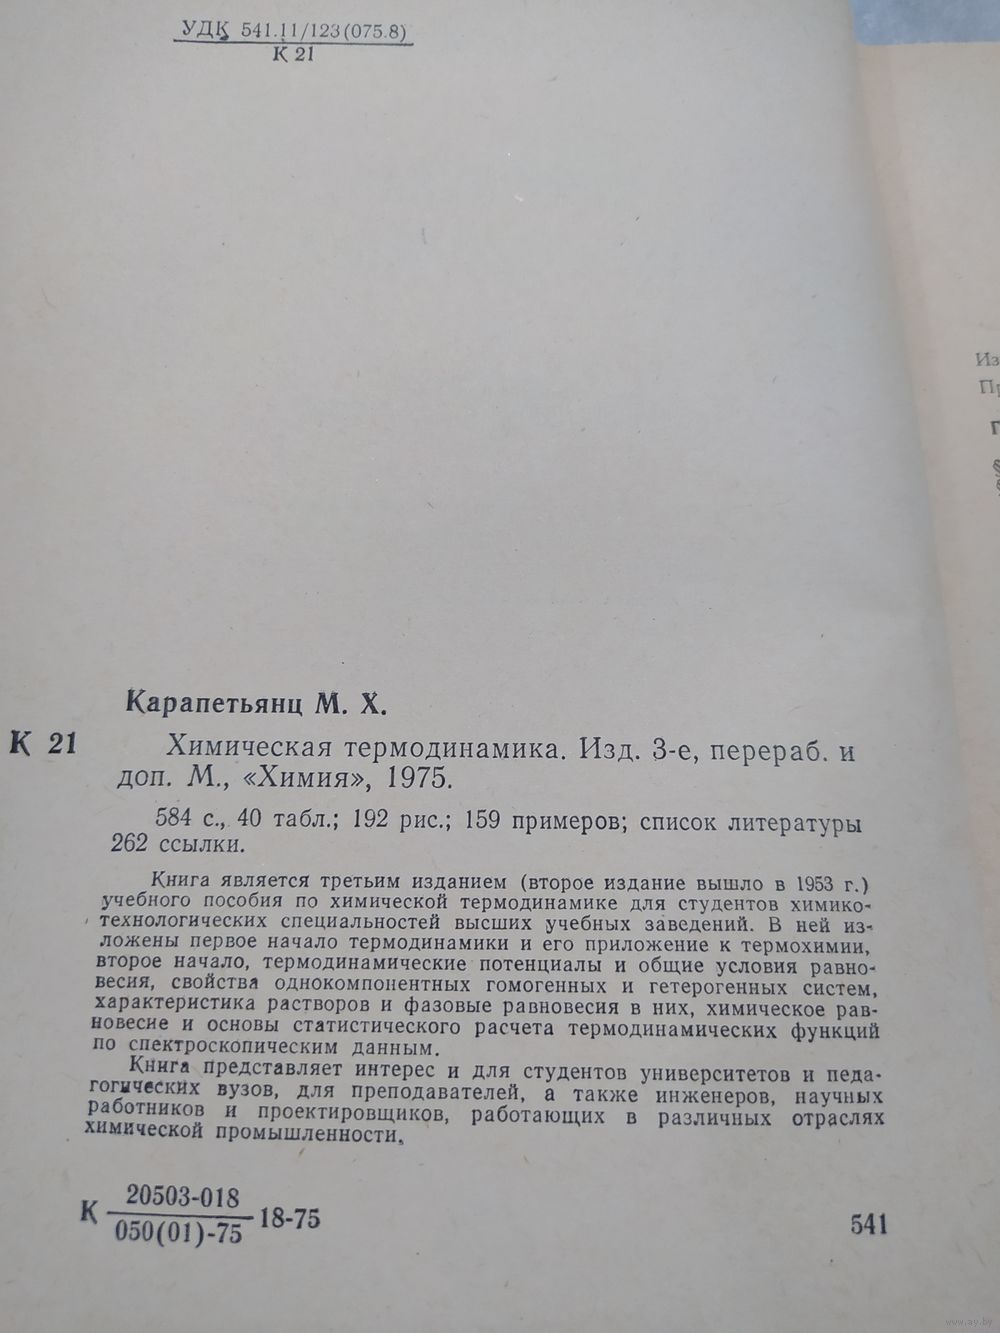 УДК 541.11/123(075.8)
К 21
Карапетьянц М. Х.
К 21 Химическая термодинамика. Изд. 3-е, перераб. и
доп. М., «Химия», 1975.
584 с., 40 табл.; 192 рис.; 159 примеров; список литературы
262 ссылки.
Книга является третьим изданием (второе издание вышло в 1953 г.)
учебного пособия по химической термодинамике для студентов химико-
технологических специальностей высших учебных заведений. В ней из-
ложены первое начало термодинамики и его приложение к термохимии,
второе начало, термодинамические потенциалы и общие условия равно-
весия, свойства однокомпонентных гомогенных и гетерогенных систем,
характеристика растворов и фазовые равновесия в них, химическое рав-
новесие и основы статистического расчета термодинамических функций
по спектроскопическим данным.
Книга представляет интерес и для студентов университетов и педа-
гогических вузов, для преподавателей, а также инженеров, научных
работников и проектировщиков, работающих в различных отраслях
химической промышленности.
К 20503-018
050(01)-75 18-75
541
Из
Пр
www.ay.by